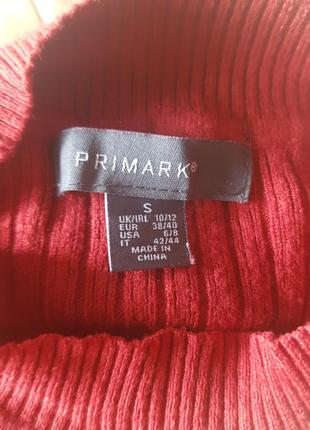 PRIMARK®
S
UK/IRL 10/12
EUR 38/40
USA 6/8
IT 42/44
MADE IN
CHINA